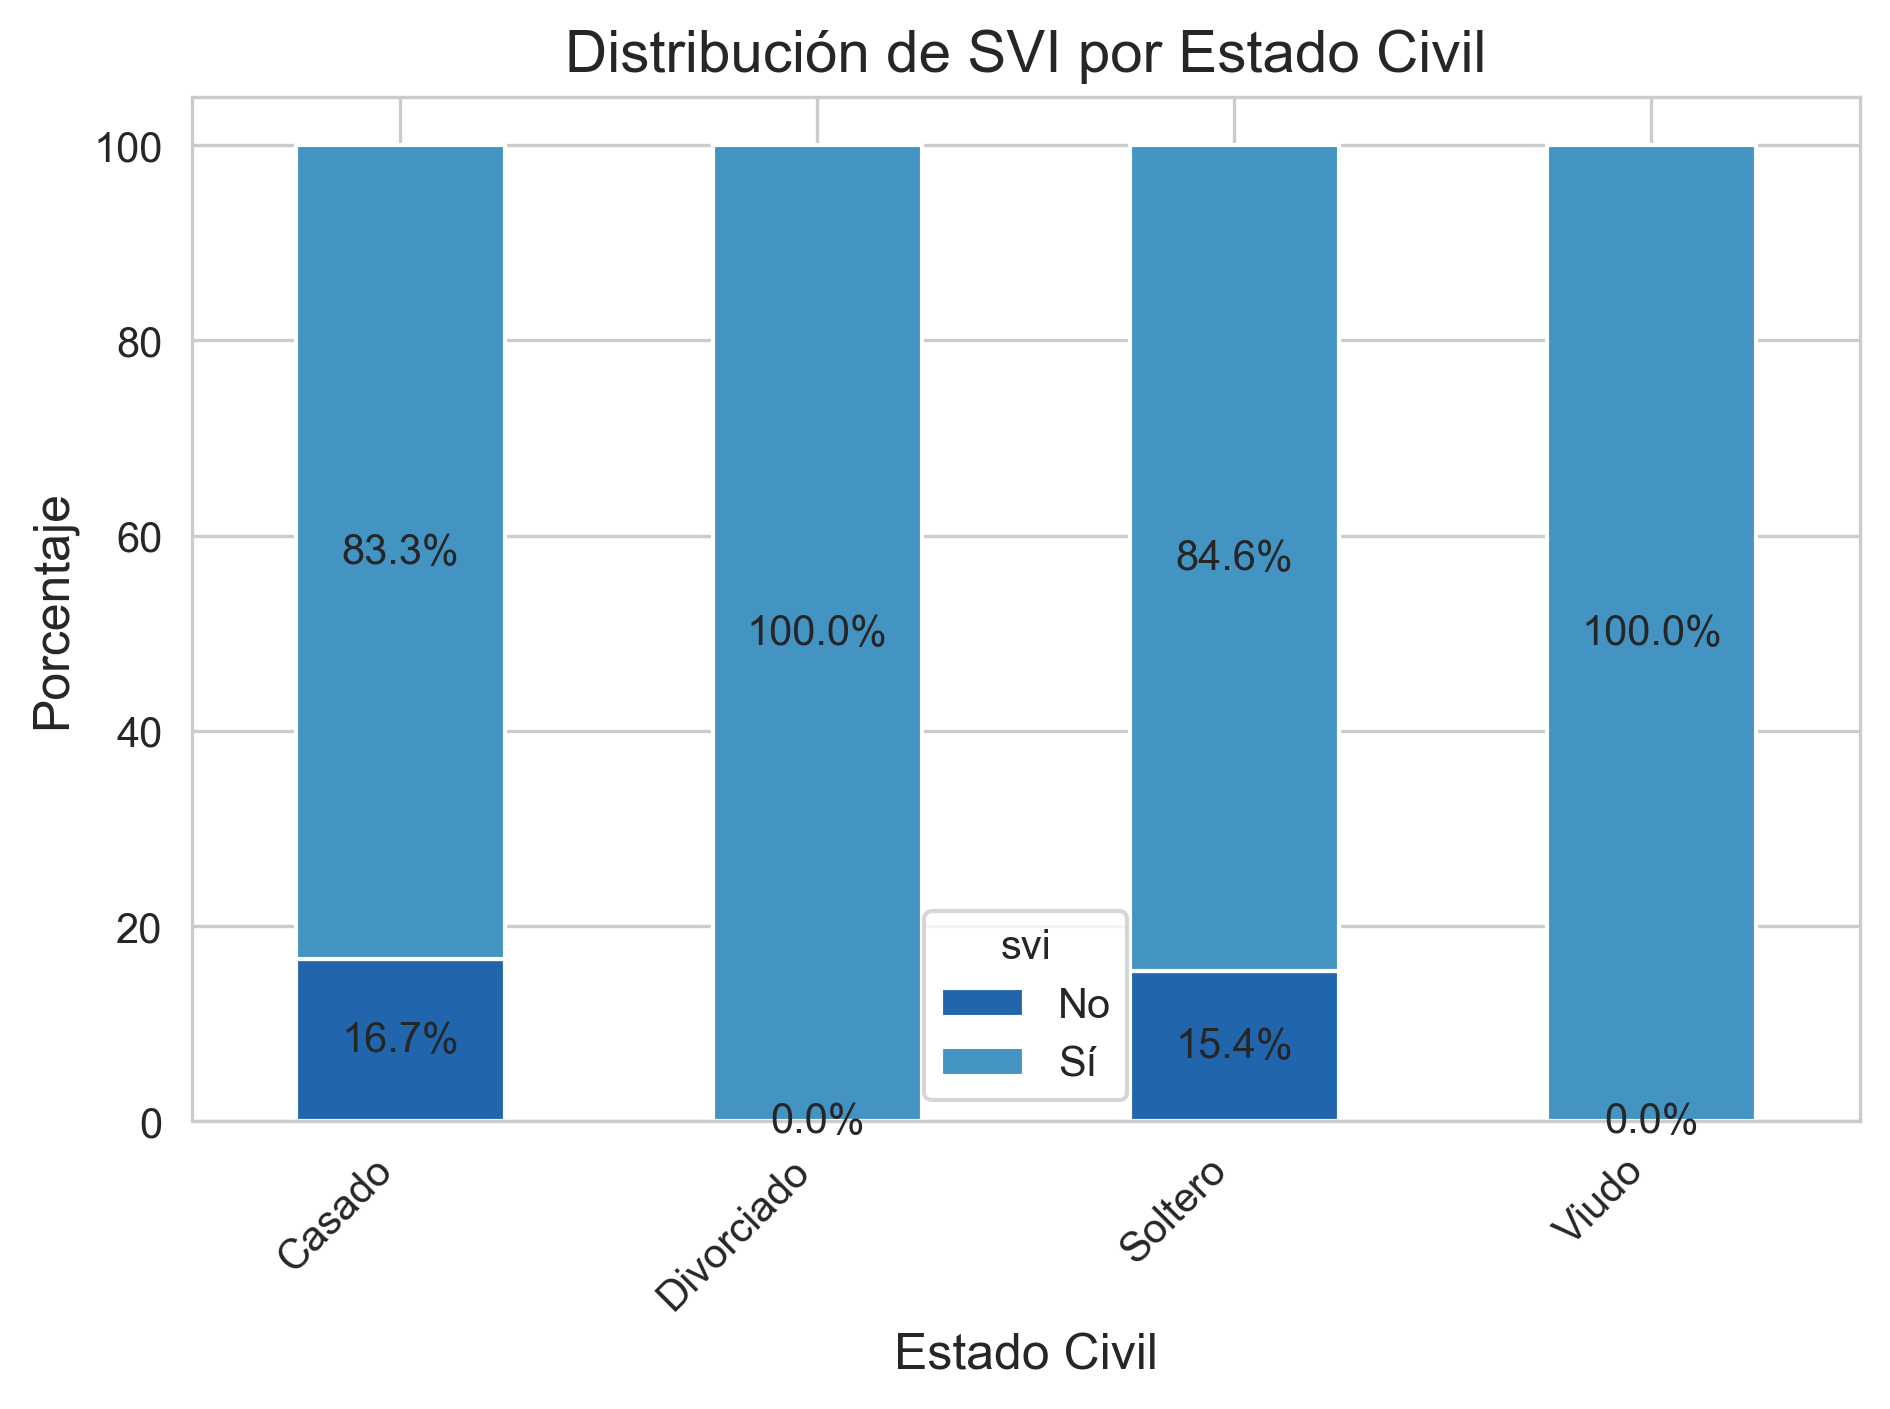 Distribución de SVI por Estado Civil
Porcentaje
100
80
60
40
20
0
83.3%
100.0%
84.6%
100.0%
16.7%
0.0%
15.4%
0.0%
svi
No
Sí
Casado
Divorciado
Soltero
Viudo
Estado Civil